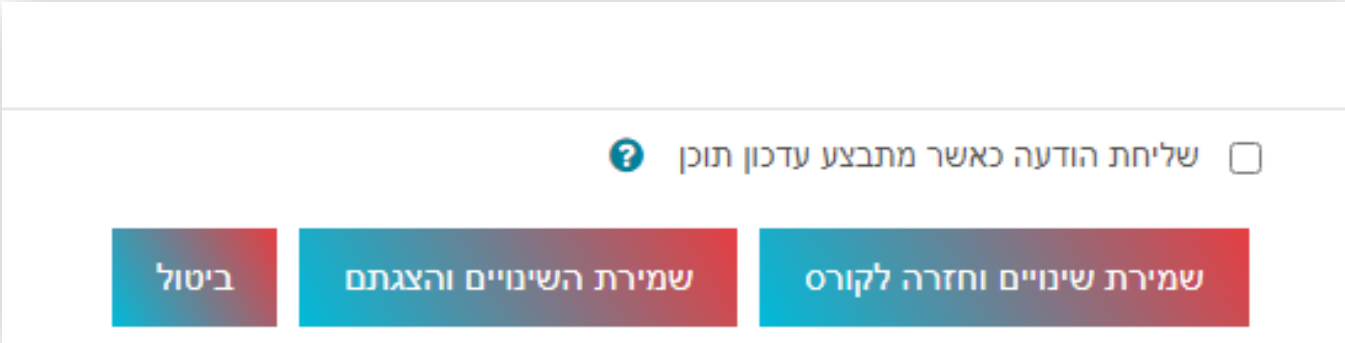 שליחת הודעה כאשר מתבצע עדכון תוכן ?
שמירת שינויים וחזרה לקורס
שמירת השינויים והצגתם
ביטול